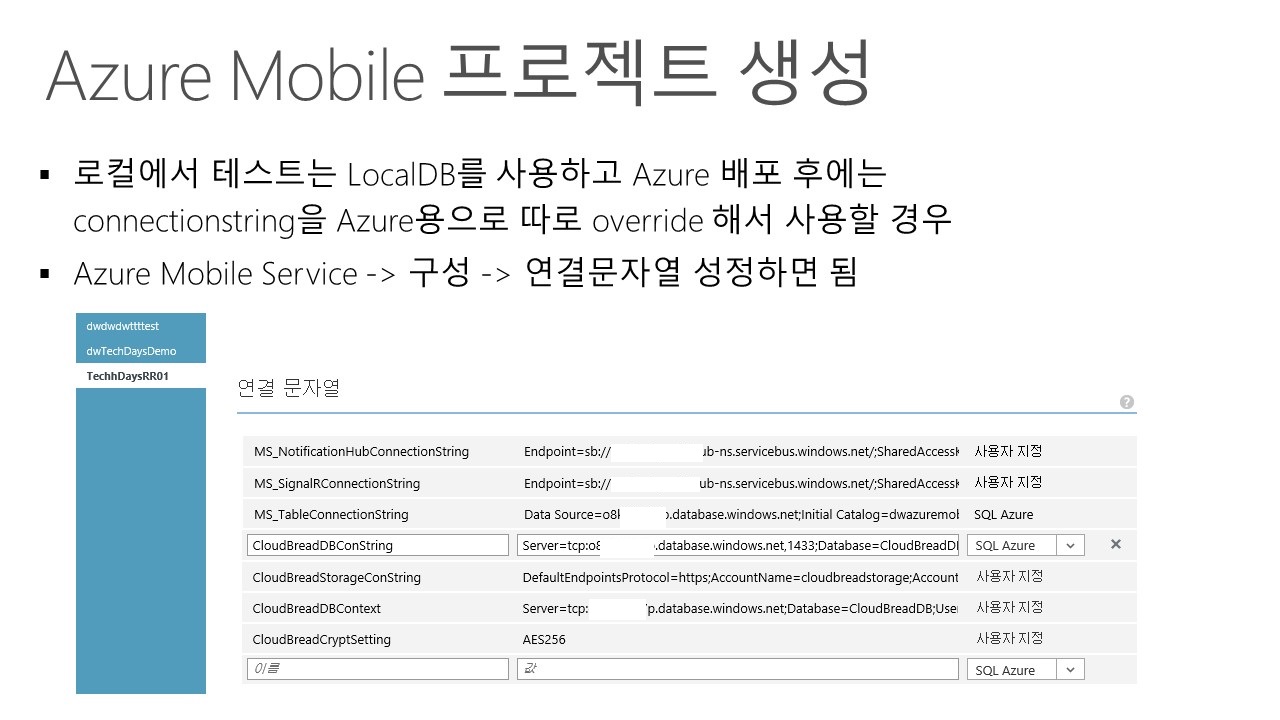 Azure Mobile 프로젝트 생성
▪ 로컬에서 테스트는 LocalDB를 사용하고 Azure 배포 후에는
connectionstring을 Azure용으로 따로 override 해서 사용할 경우
▪ Azure Mobile Service -> 구성 -> 연결문자열 성정하면 됨
dwdwdwttttest
dwTechDaysDemo
TechhDaysRR01
연결 문자열
?
MS_NotificationHubConnectionString Endpoint=sb:// ub-ns.servicebus.windows.net/;SharedAccessK 사용자 지정
MS_SignalRConnectionString Endpoint=sb:// ub-ns.servicebus.windows.net/;SharedAccessK 사용자 지정
MS_TableConnectionString Data Source=o8 .database.windows.net;Initial Catalog=dwazuremob SQL Azure
CloudBreadDBConString Server=tcp:o8 .database.windows.net,1433;Database=CloudBreadDB SQL Azure
CloudBreadStorageConString DefaultEndpointsProtocol=https;AccountName=cloudbreadstorage;Account 사용자 지정
CloudBreadDBContext Server=tcp: p.database.windows.net;Database=CloudBreadDB;User 사용자 지정
CloudBreadCryptSetting AES256 사용자 지정
이름 값 SQL Azure